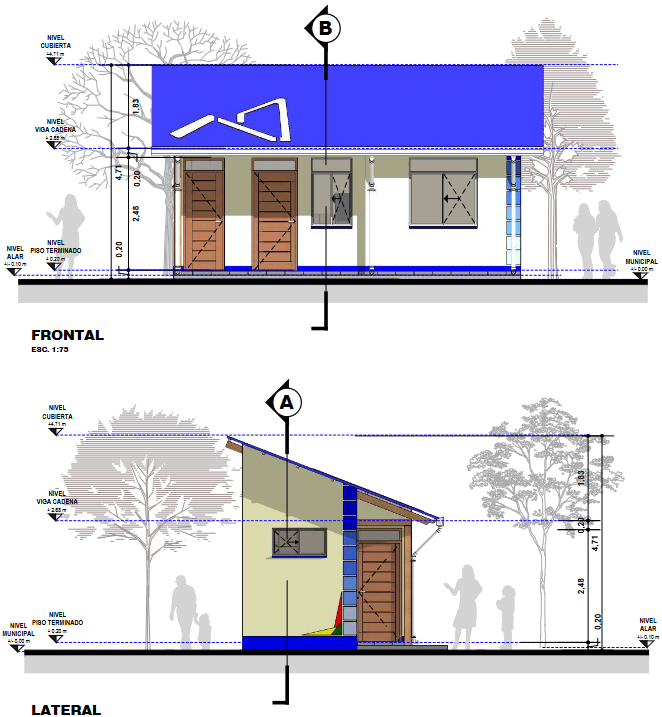 B
NIVEL
CUBIERTA
+4.71 m
1,83
NIVEL
VIGA CADENA
+ 2.68 m
4,71
0,20
2,48
NIVEL
PISO TERMINADO
+ 0.20 m
NIVEL
ALAR
+/- 0.10 m
0,20
NIVEL
MUNICIPAL
+/- 0.00 m
FRONTAL
ESC. 1:75
A
NIVEL
CUBIERTA
+4.71 m
1,83
NIVEL
VIGA CADENA
+ 2.68 m
0,20
4,71
2,48
NIVEL
PISO TERMINADO
+ 0.20 m
NIVEL
MUNICIPAL
+/- 0.00 m
0,20
NIVEL
ALAR
+/- 0.10 m
LATERAL